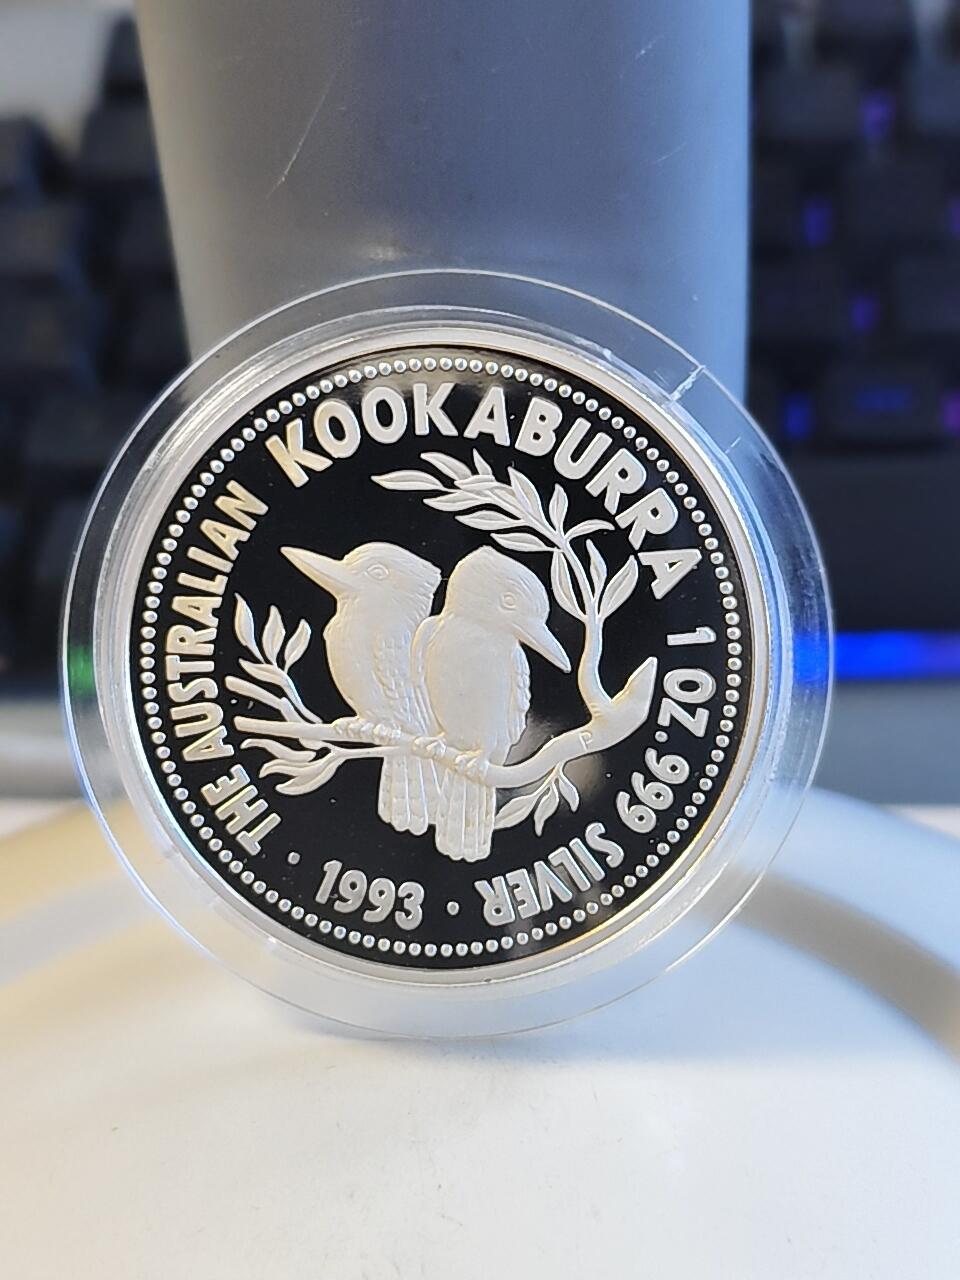 THE AUSTRALIAN KOOKABURRA 1 OZ. 999 SILVER
· 1993 ·
P